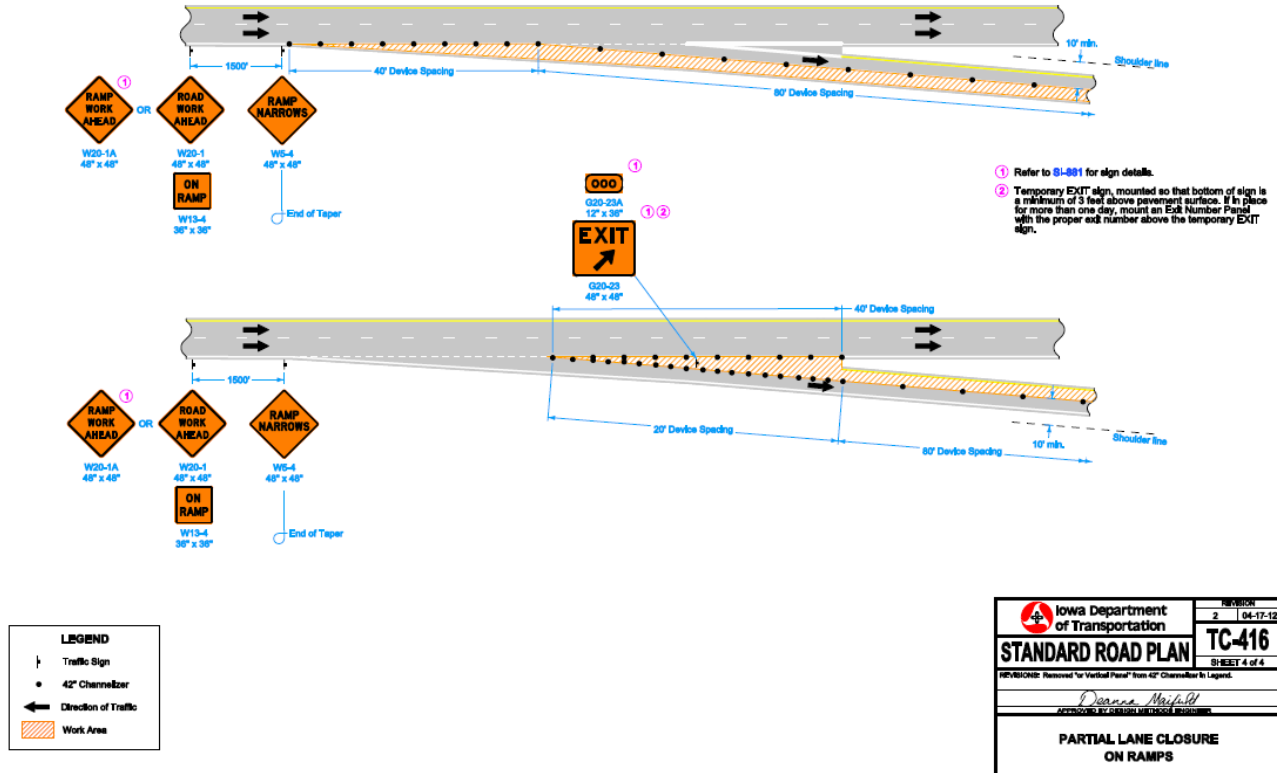 1500'
40' Device Spacing
80' Device Spacing
10' min.
Shoulder line
RAMP
WORK
AHEAD
1
OR
ROAD
WORK
AHEAD
RAMP
NARROWS
W20-1A
48" x 48"
W20-1
48" x 48"
W5-4
48" x 48"
ON
RAMP
W13-4
36" x 36"
End of Taper
000
1
G20-23A
12" x 36"
1 2
EXIT
G20-23
48" x 48"
1 Refer to SI-881 for sign details.
2 Temporary EXIT sign, mounted so that bottom of sign is
a minimum of 3 feet above pavement surface. If in place
for more than one day, mount an Exit Number Panel
with the proper exit number above the temporary EXIT
sign.
40' Device Spacing
1500'
20' Device Spacing
80' Device Spacing
10' min.
Shoulder line
RAMP
WORK
AHEAD
1
OR
ROAD
WORK
AHEAD
RAMP
NARROWS
W20-1A
48" x 48"
W20-1
48" x 48"
W5-4
48" x 48"
ON
RAMP
W13-4
36" x 36"
End of Taper
LEGEND
Traffic Sign
42" Channelizer
Direction of Traffic
Work Area
Iowa Department
of Transportation
REVISION
2 04-17-12
STANDARD ROAD PLAN
TC-416
SHEET 4 of 4
REVISIONS: Removed "or Vertical Panel" from 42" Channelizer in Legend.
Deanna Maifield
APPROVED BY DESIGN METHODS ENGINEER
PARTIAL LANE CLOSURE
ON RAMPS